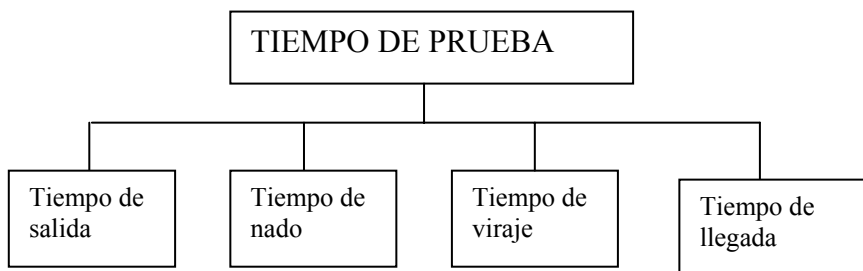 TIEMPO DE PRUEBA
Tiempo de
salida
Tiempo de
nado
Tiempo de
viraje
Tiempo de
llegada